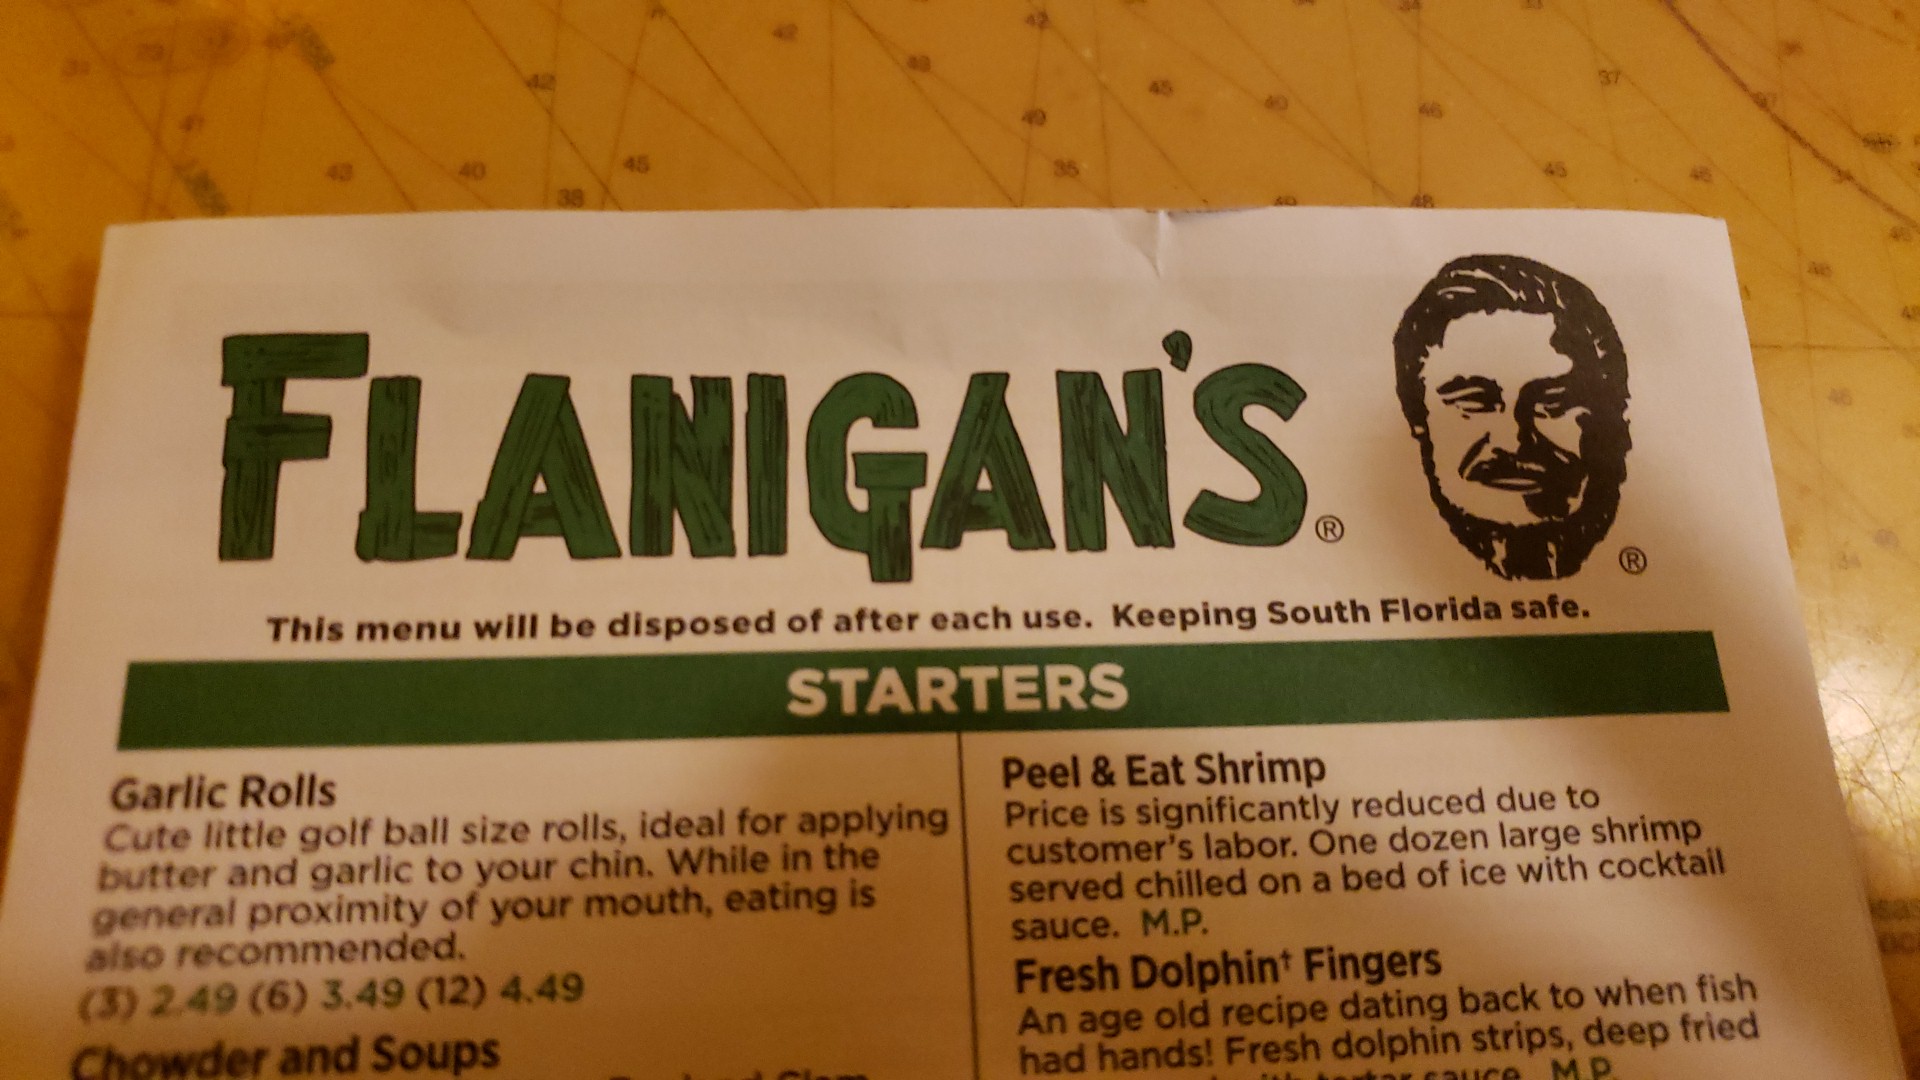 FLANIGAN'S®
®
This menu will be disposed of after each use. Keeping South Florida safe.
STARTERS
Garlic Rolls
Cute little golf ball size rolls, ideal for applying
butter and garlic to your chin. While in the
general proximity of your mouth, eating is
also recommended.
(3) 2.49 (6) 3.49 (12) 4.49
Chowder and Soups
Peel & Eat Shrimp
Price is significantly reduced due to
customer's labor. One dozen large shrimp
served chilled on a bed of ice with cocktail
sauce. M.P.
Fresh Dolphin† Fingers
An age old recipe dating back to when fish
had hands! Fresh dolphin strips, deep fried
with tartar sauce. M.P.